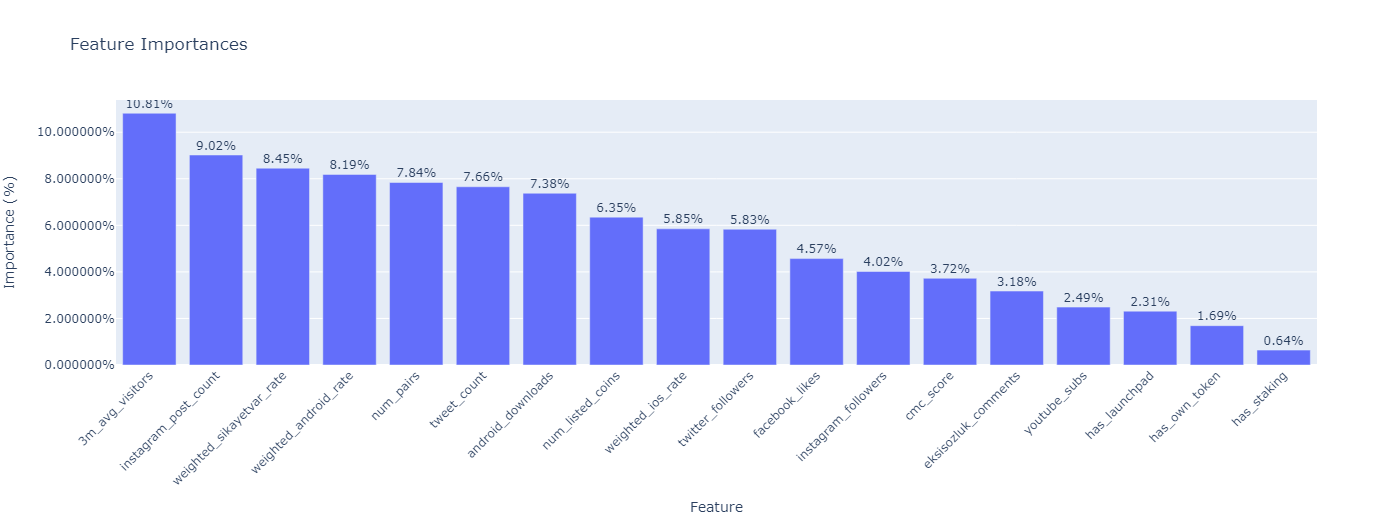 Feature Importances
Importance (%)
10.000000%
8.000000%
6.000000%
4.000000%
2.000000%
0.000000%
10.81%
9.02%
8.45%
8.19%
7.84%
7.66%
7.38%
6.35%
5.85%
5.83%
4.57%
4.02%
3.72%
3.18%
2.49%
2.31%
1.69%
0.64%
3m_avg_visitors
instagram_post_count
weighted_sikayetvar_rate
weighted_android_rate
num_pairs
tweet_count
android_downloads
num_listed_coins
weighted_ios_rate
twitter_followers
facebook_likes
instagram_followers
cmc_score
eksisozluk_comments
youtube_subs
has_launchpad
has_own_token
has_staking
Feature